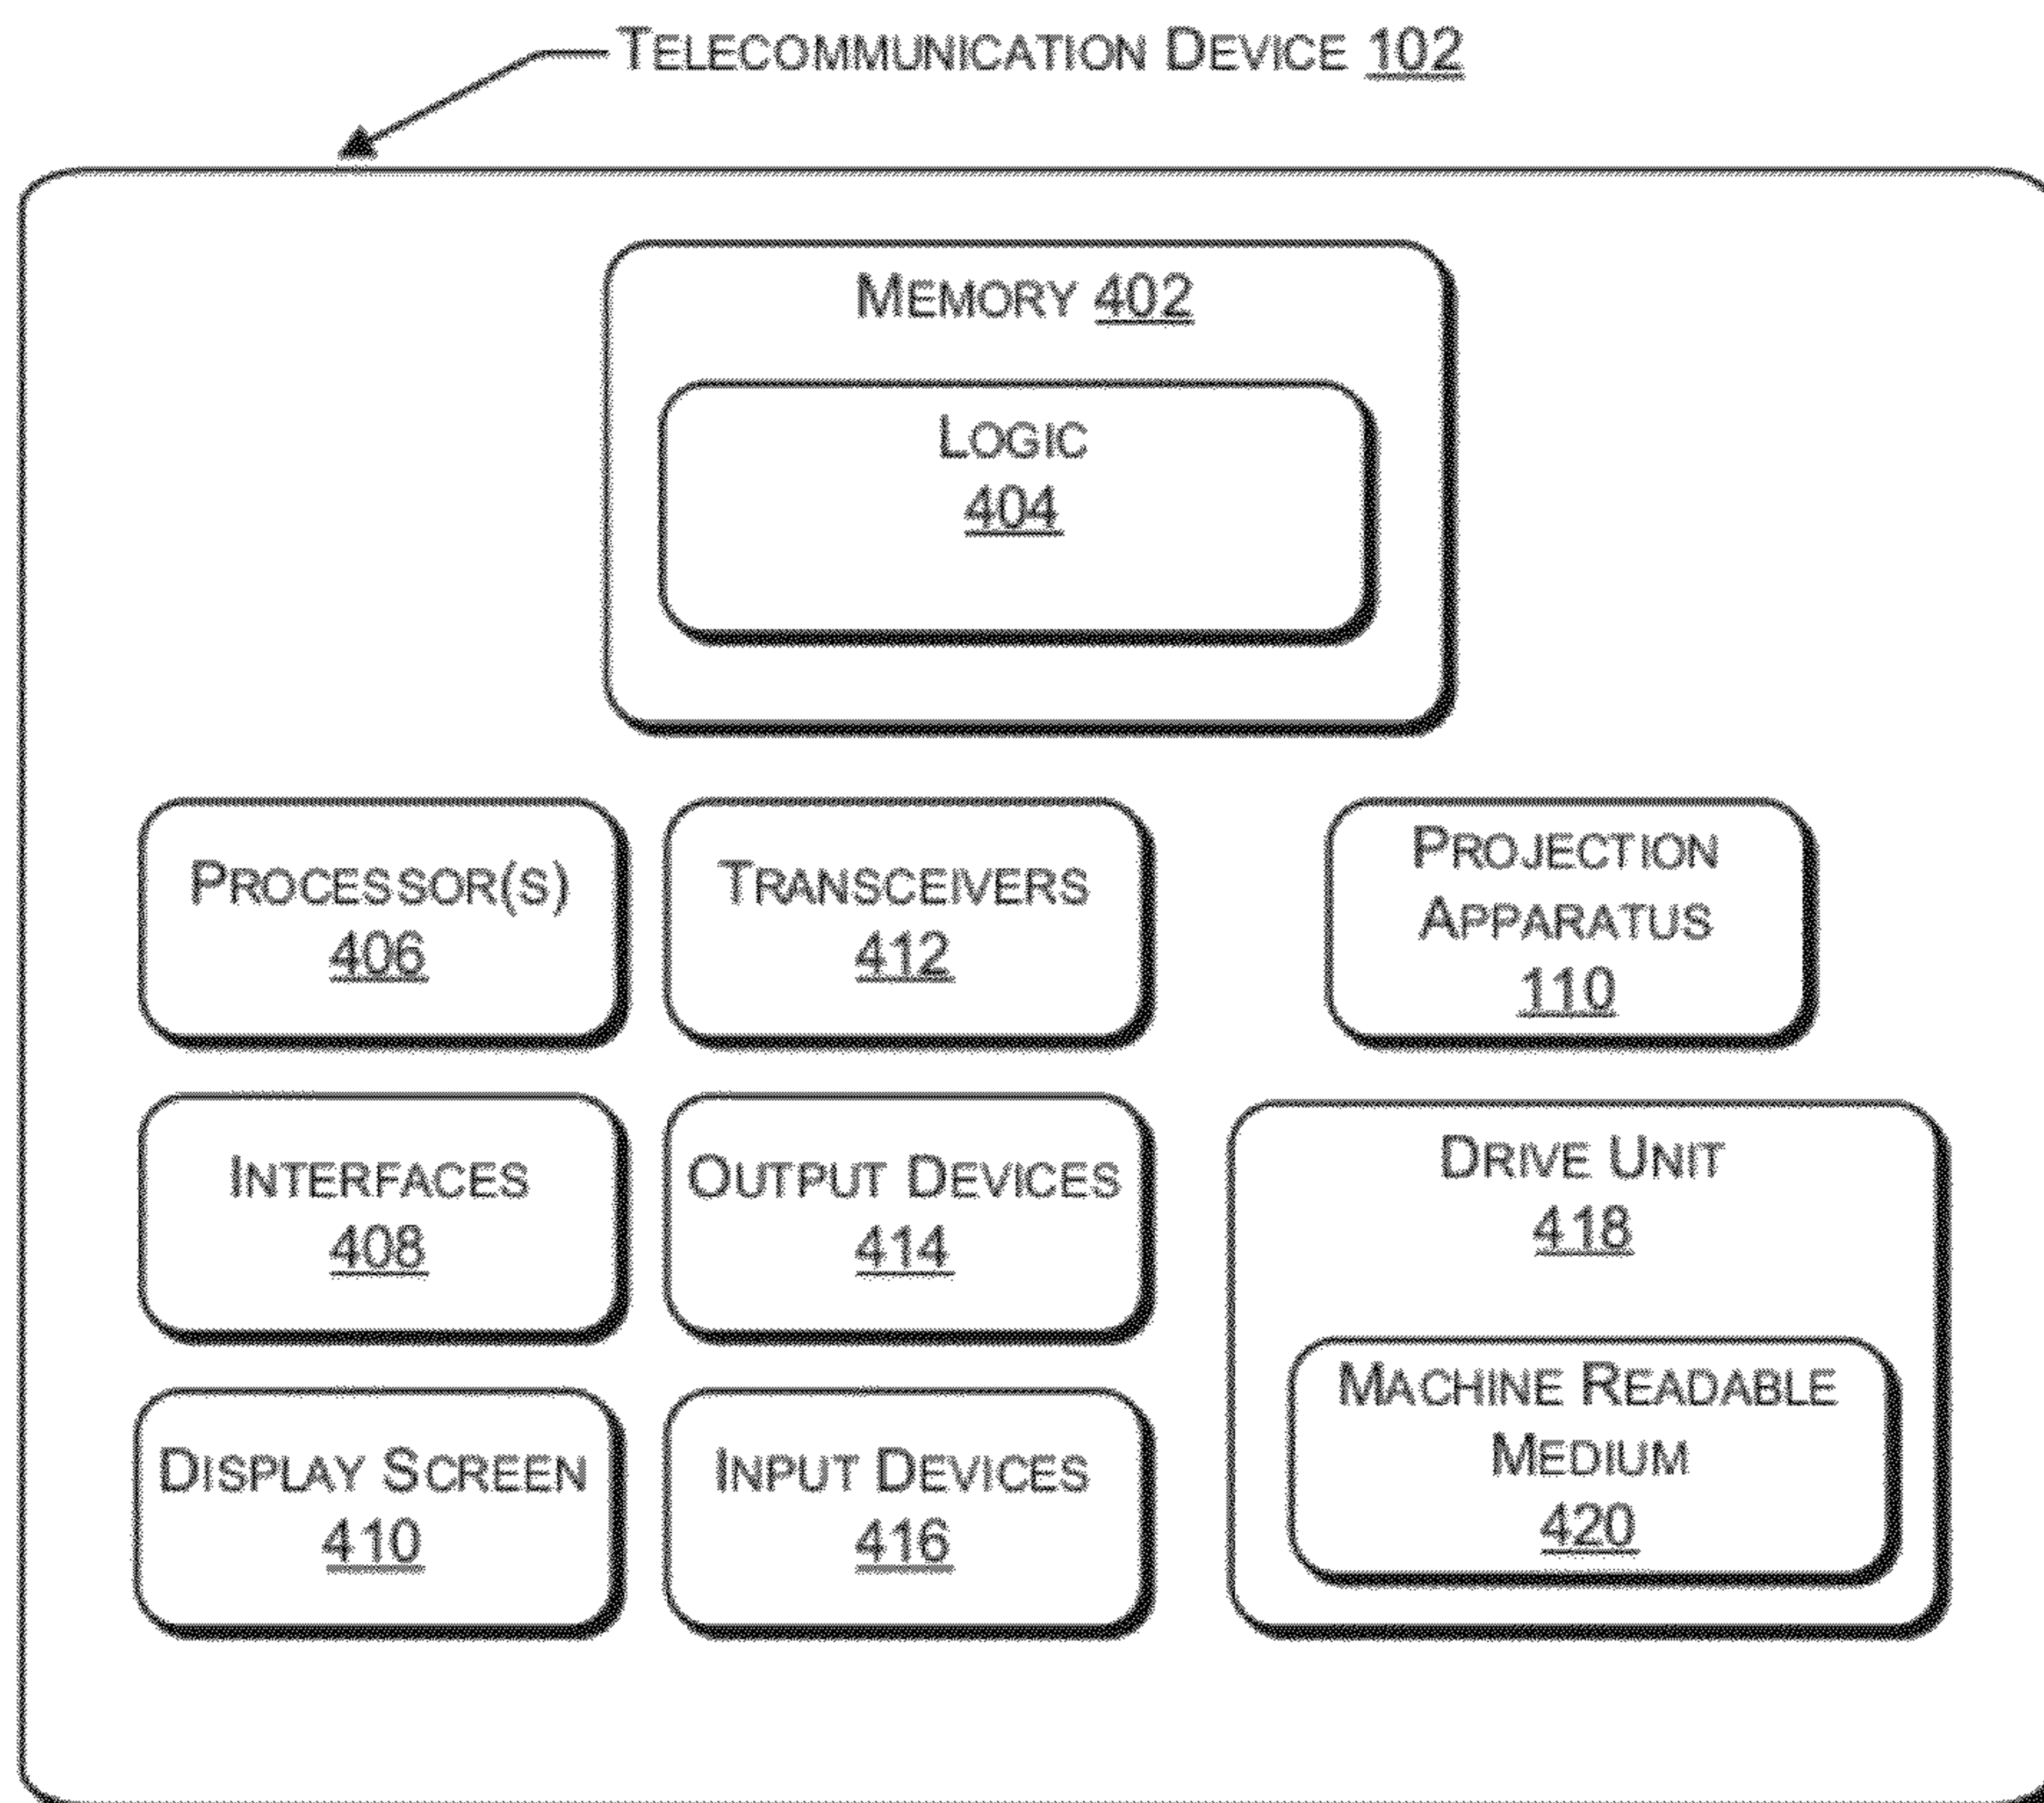 TELECOMMUNICATION DEVICE 102
MEMORY 402
LOGIC
404
PROCESSOR(S)
406
TRANSCEIVERS
412
PROJECTION
APPARATUS
110
INTERFACES
408
OUTPUT DEVICES
414
DRIVE UNIT
418
MACHINE READABLE
MEDIUM
420
DISPLAY SCREEN
410
INPUT DEVICES
416